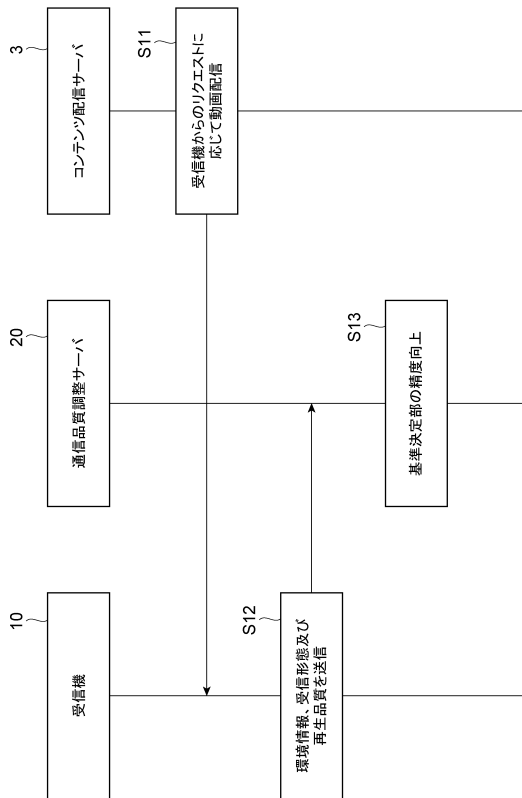 10
受信機
20
通信品質調整サーバ
3
コンテンツ配信サーバ
S11
受信機からのリクエストに
応じて動画配信
S12
環境情報、受信形態及び
再生品質を送信
S13
基準決定部の精度向上